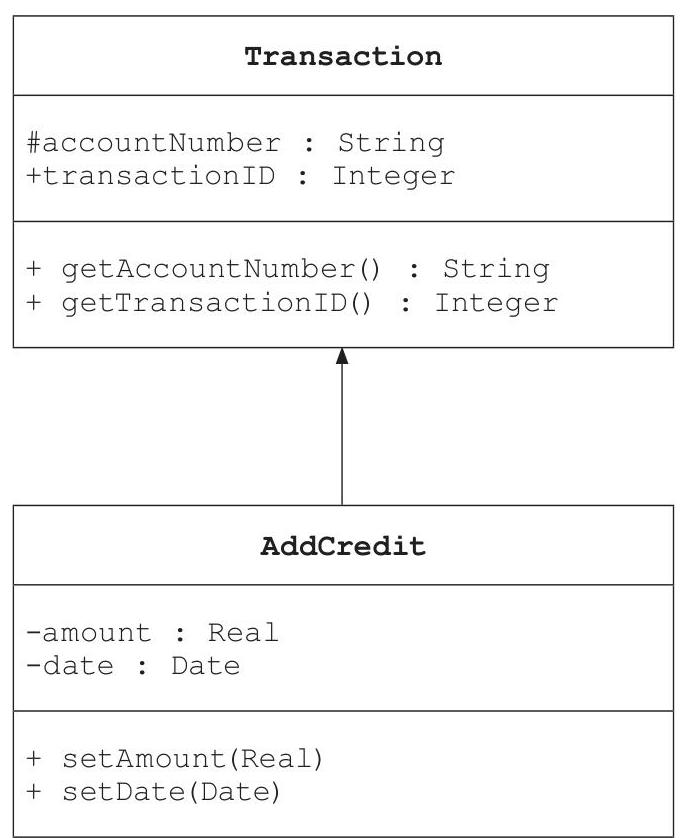 Transaction
#accountNumber : String
+transactionID : Integer
+ getAccountNumber() : String
+ getTransactionID() : Integer
AddCredit
-amount : Real
-date : Date
+ setAmount(Real)
+ setDate(Date)